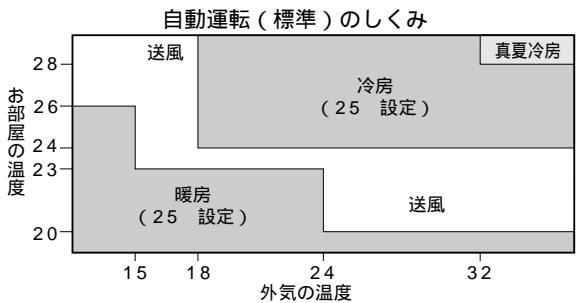 自動運転(標準)のしくみ
送風
真夏冷房
28
冷房
(25 設定)
26
24
23
お部屋の温度
暖房
(25 設定)
送風
20
15 18 24 32
外気の温度